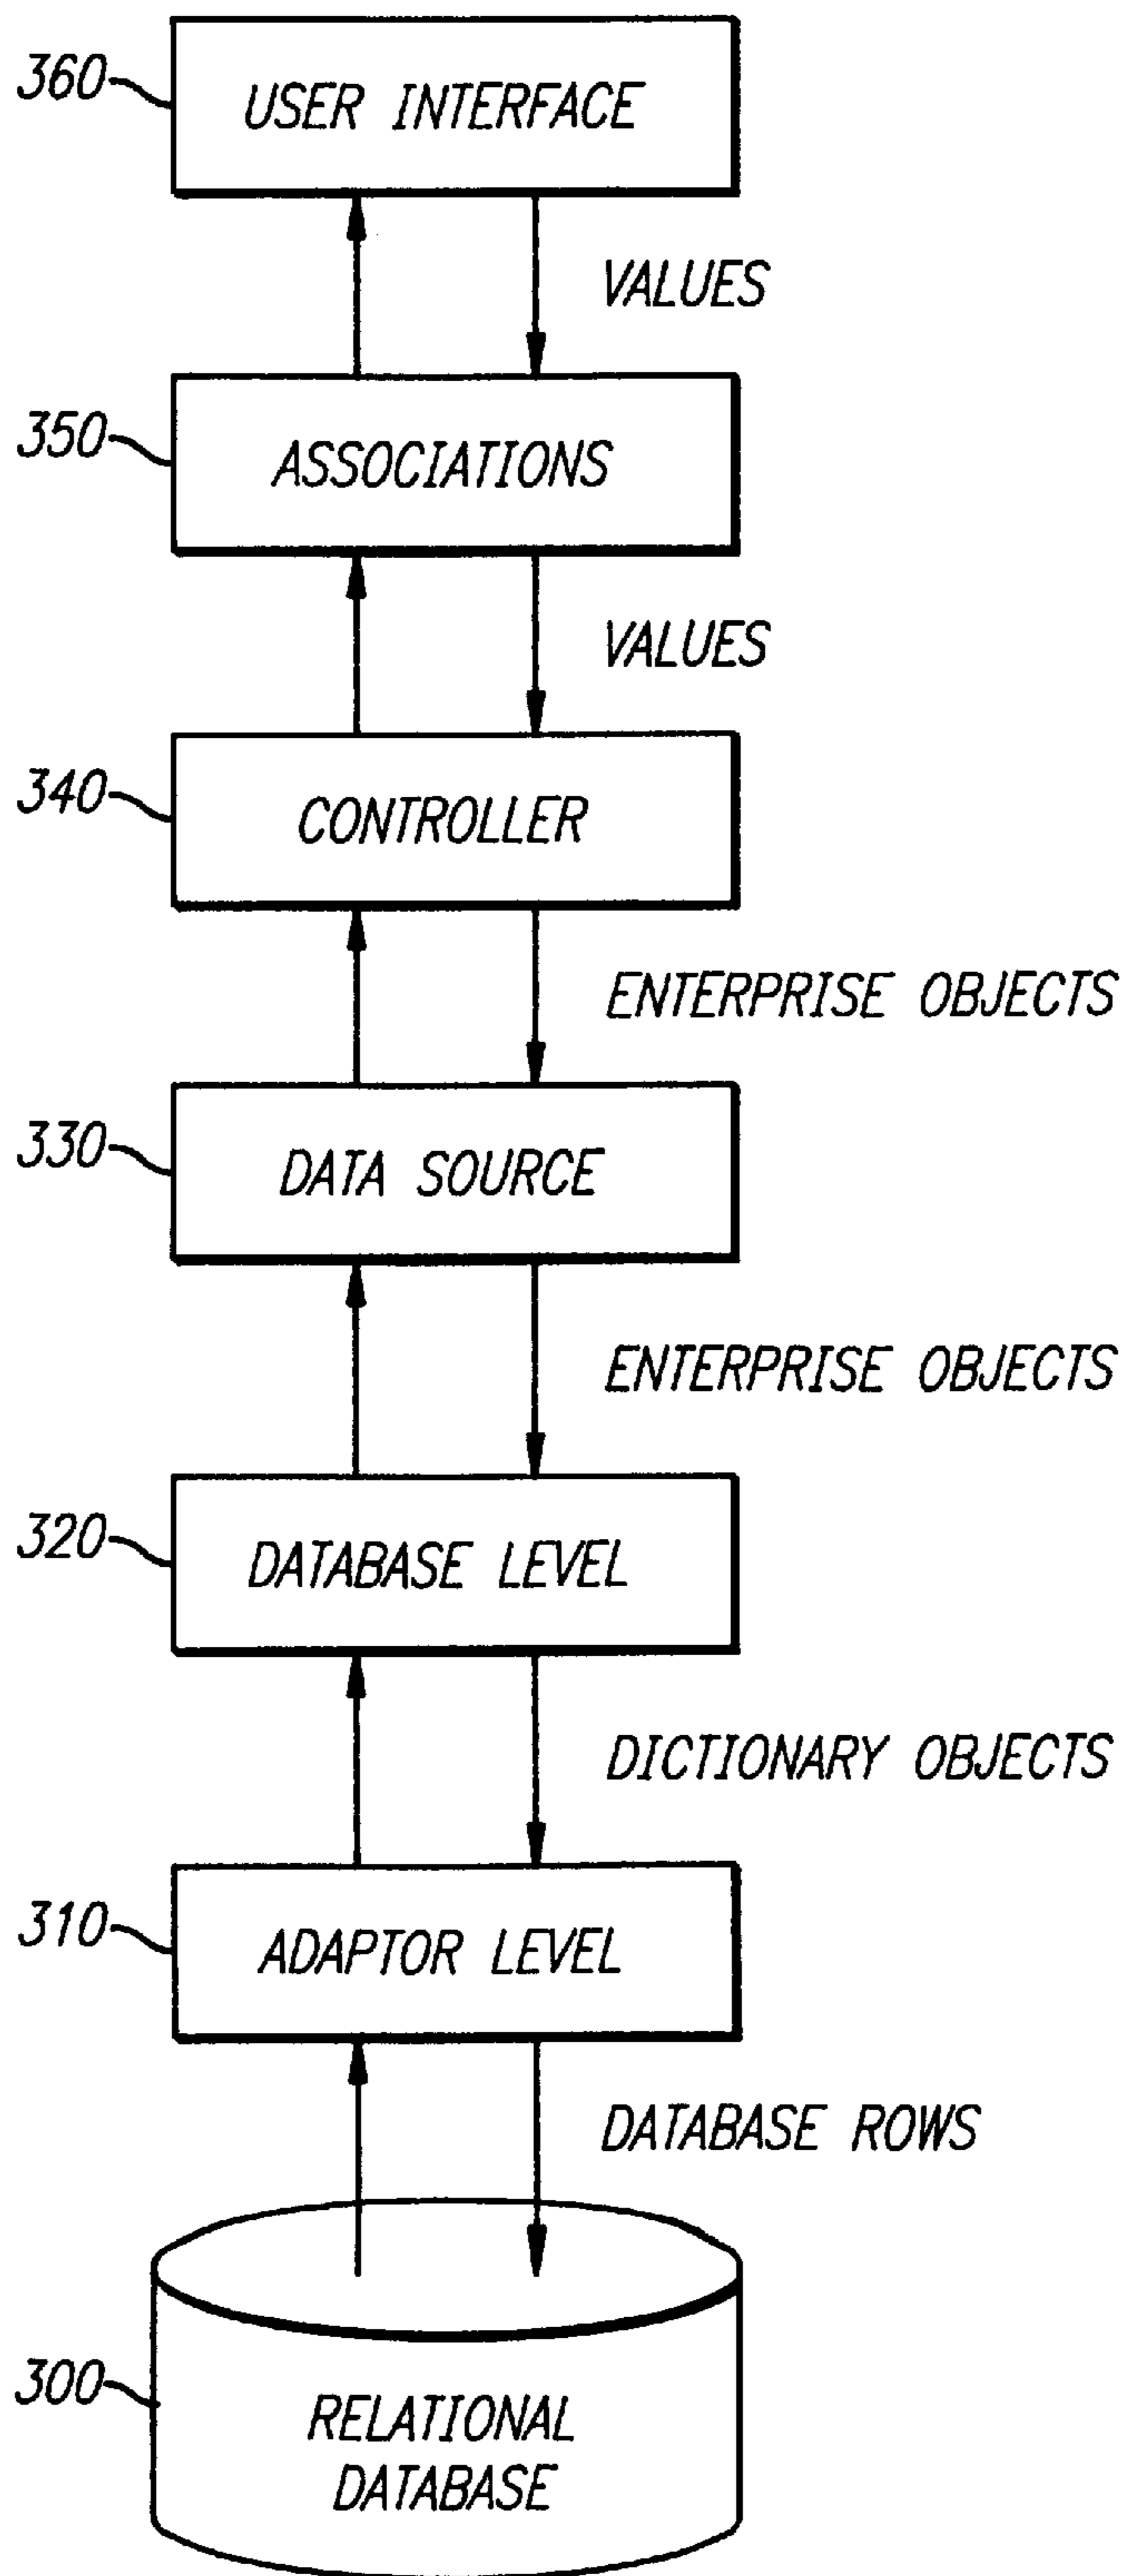 360
USER INTERFACE
VALUES
350
ASSOCIATIONS
VALUES
340
CONTROLLER
ENTERPRISE OBJECTS
330
DATA SOURCE
ENTERPRISE OBJECTS
320
DATABASE LEVEL
DICTIONARY OBJECTS
310
ADAPTOR LEVEL
DATABASE ROWS
300
RELATIONAL
DATABASE